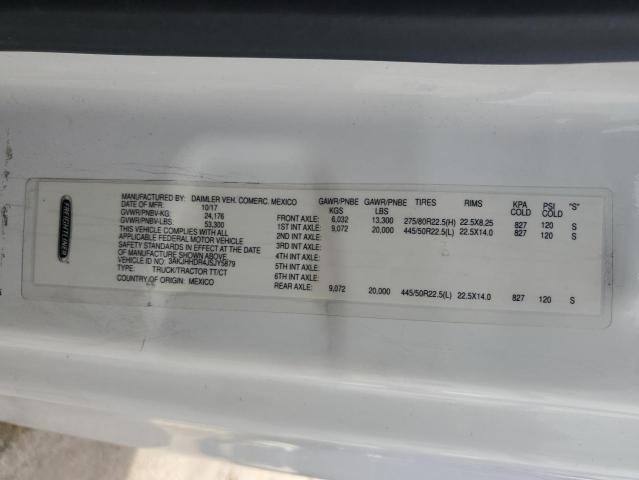 FREIGHTLINER
MANUFACTURED BY: DAIMLER VEH. COMERC. MEXICO
DATE OF MFR: 10/17
GVWR/PNBV-KG: 24,176
GVWR/PNBV-LBS: 53,300
THIS VEHICLE COMPLIES WITH ALL
APPLICABLE FEDERAL MOTOR VEHICLE
SAFETY STANDARDS IN EFFECT AT THE DATE
OF MANUFACTURE SHOWN ABOVE.
VEHICLE ID NO.: 3AKJHHDR4JSJY5879
TYPE: TRUCK/TRACTOR TT/CT
COUNTRY OF ORIGIN: MEXICO
GAWR/PNBE GAWR/PNBE TIRES RIMS KPA PSI "S"
KGS LBS COLD COLD
FRONT AXLE: 6,032 13,300 275/80R22.5(H) 22.5X8.25 827 120 S
1ST INT AXLE: 9,072 20,000 445/50R22.5(L) 22.5X14.0 827 120 S
2ND INT AXLE:
3RD INT AXLE:
4TH INT AXLE:
5TH INT AXLE:
6TH INT AXLE:
REAR AXLE: 9,072 20,000 445/50R22.5(L) 22.5X14.0 827 120 S